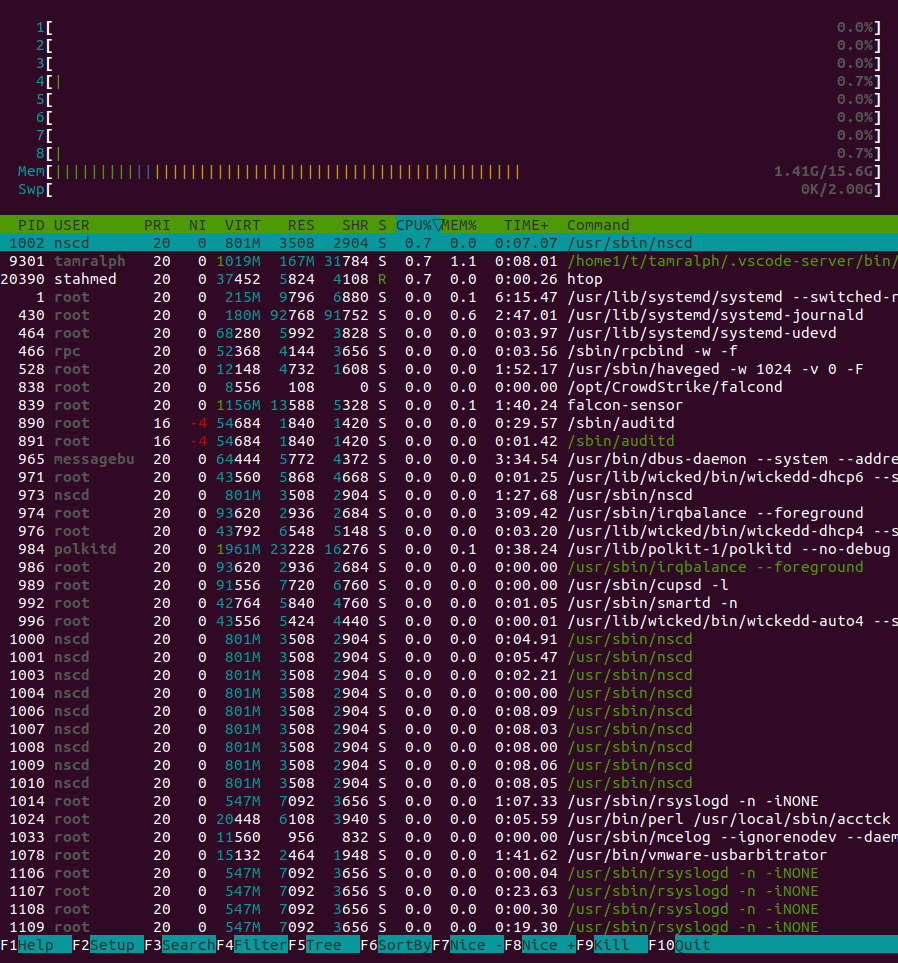 1[ 0.0%]
2[ 0.0%]
3[ 0.0%]
4[| 0.7%]
5[ 0.0%]
6[ 0.0%]
7[ 0.0%]
8[| 0.7%]
Mem[||||||||||||||||||||||||||||||||||||||||||||||||||||1.41G/15.6G]
Swp[ 0K/2.00G]
PID USER PRI NI VIRT RES SHR S CPU%▽MEM% TIME+ Command
1002 nscd 20 0 801M 3508 2904 S 0.7 0.0 0:07.07 /usr/sbin/nscd
9301 tamralph 20 0 1019M 167M 31784 S 0.7 1.1 0:08.01 /home1/t/tamralph/.vscode-server/bin/
20390 stahmed 20 0 37452 5824 4108 R 0.7 0.0 0:00.26 htop
1 root 20 0 215M 9796 6880 S 0.0 0.1 6:15.47 /usr/lib/systemd/systemd --switched-r
430 root 20 0 180M 92768 91752 S 0.0 0.6 2:47.01 /usr/lib/systemd/systemd-journald
464 root 20 0 68280 5992 3828 S 0.0 0.0 0:03.97 /usr/lib/systemd/systemd-udevd
466 rpc 20 0 52368 4144 3656 S 0.0 0.0 0:03.56 /sbin/rpcbind -w -f
528 root 20 0 12148 4732 1608 S 0.0 0.0 1:52.17 /usr/sbin/haveged -w 1024 -v 0 -F
838 root 20 0 8556 108 0 S 0.0 0.0 0:00.00 /opt/CrowdStrike/falcond
839 root 20 0 1156M 13588 5328 S 0.0 0.1 1:40.24 falcon-sensor
890 root 16 -4 54684 1840 1420 S 0.0 0.0 0:29.57 /sbin/auditd
891 root 16 -4 54684 1840 1420 S 0.0 0.0 0:01.42 /sbin/auditd
965 messagebu 20 0 64444 5772 4372 S 0.0 0.0 3:34.54 /usr/bin/dbus-daemon --system --addre
971 root 20 0 43560 5868 4668 S 0.0 0.0 0:01.25 /usr/lib/wicked/bin/wickedd-dhcp6 --s
973 nscd 20 0 801M 3508 2904 S 0.0 0.0 1:27.68 /usr/sbin/nscd
974 root 20 0 93620 2936 2684 S 0.0 0.0 3:09.42 /usr/sbin/irqbalance --foreground
976 root 20 0 43792 6548 5148 S 0.0 0.0 0:03.20 /usr/lib/wicked/bin/wickedd-dhcp4 --s
984 polkitd 20 0 1961M 23228 16276 S 0.0 0.1 0:38.24 /usr/lib/polkit-1/polkitd --no-debug
986 root 20 0 93620 2936 2684 S 0.0 0.0 0:00.00 /usr/sbin/irqbalance --foreground
989 root 20 0 91556 7720 6760 S 0.0 0.0 0:00.01 /usr/sbin/cupsd -l
992 root 20 0 42764 5840 4760 S 0.0 0.0 0:01.05 /usr/sbin/smartd -n
996 root 20 0 43556 5424 4440 S 0.0 0.0 0:00.01 /usr/lib/wicked/bin/wickedd-auto4 --s
1000 nscd 20 0 801M 3508 2904 S 0.0 0.0 0:04.91 /usr/sbin/nscd
1001 nscd 20 0 801M 3508 2904 S 0.0 0.0 0:05.47 /usr/sbin/nscd
1003 nscd 20 0 801M 3508 2904 S 0.0 0.0 0:02.21 /usr/sbin/nscd
1004 nscd 20 0 801M 3508 2904 S 0.0 0.0 0:00.00 /usr/sbin/nscd
1006 nscd 20 0 801M 3508 2904 S 0.0 0.0 0:08.09 /usr/sbin/nscd
1007 nscd 20 0 801M 3508 2904 S 0.0 0.0 0:08.03 /usr/sbin/nscd
1008 nscd 20 0 801M 3508 2904 S 0.0 0.0 0:08.00 /usr/sbin/nscd
1009 nscd 20 0 801M 3508 2904 S 0.0 0.0 0:08.06 /usr/sbin/nscd
1010 nscd 20 0 801M 3508 2904 S 0.0 0.0 0:08.05 /usr/sbin/nscd
1014 root 20 0 547M 7092 3656 S 0.0 0.0 1:07.33 /usr/sbin/rsyslogd -n -iNONE
1024 root 20 0 20448 6108 3940 S 0.0 0.0 0:05.59 /usr/bin/perl /usr/local/sbin/acctck
1033 root 20 0 11560 956 832 S 0.0 0.0 0:00.00 /usr/sbin/mcelog --ignorenodev --daem
1078 root 20 0 15132 2464 1948 S 0.0 0.0 1:41.62 /usr/bin/vmware-usbarbitrator
1106 root 20 0 547M 7092 3656 S 0.0 0.0 0:00.04 /usr/sbin/rsyslogd -n -iNONE
1107 root 20 0 547M 7092 3656 S 0.0 0.0 0:23.63 /usr/sbin/rsyslogd -n -iNONE
1108 root 20 0 547M 7092 3656 S 0.0 0.0 0:00.30 /usr/sbin/rsyslogd -n -iNONE
1109 root 20 0 547M 7092 3656 S 0.0 0.0 0:19.30 /usr/sbin/rsyslogd -n -iNONE
F1Help F2Setup F3SearchF4FilterF5Tree F6SortByF7Nice -F8Nice +F9Kill F10Quit